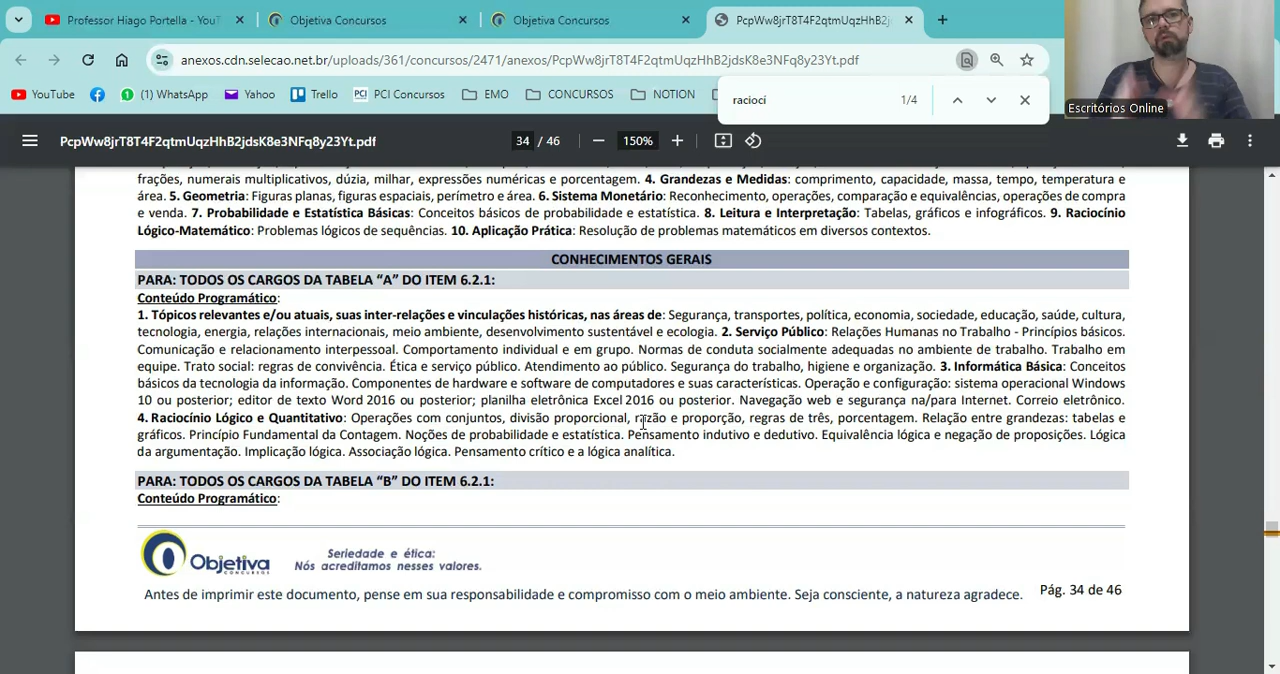 Professor Hiago Portella - YouT
Objetiva Concursos
Objetiva Concursos
PcpWw8jrT8T4F2qtmUqzHhB2j
anexos.cdn.selecao.net.br/uploads/361/concursos/2471/anexos/PcpWw8jrT8T4F2qtmUqzHhB2jdsK8e3NFq8y23Yt.pdf
YouTube
(1) WhatsApp
Yahoo
Trello
PCI Concursos
EMO
CONCURSOS
NOTION
racioci
1/4
Escritórios Online
PcpWw8jrT8T4F2qtmUqzHhB2jdsK8e3NFq8y23Yt.pdf
34 / 46
150%
frações, numerais multiplicativos, dúzia, milhar, expressões numéricas e porcentagem. 4. Grandezas e Medidas: comprimento, capacidade, massa, tempo, temperatura e
área. 5. Geometria: Figuras planas, figuras espaciais, perímetro e área. 6. Sistema Monetário: Reconhecimento, operações, comparação e equivalências, operações de compra
e venda. 7. Probabilidade e Estatística Básicas: Conceitos básicos de probabilidade e estatística. 8. Leitura e Interpretação: Tabelas, gráficos e infográficos. 9. Raciocínio
Lógico-Matemático: Problemas lógicos de sequências. 10. Aplicação Prática: Resolução de problemas matemáticos em diversos contextos.
CONHECIMENTOS GERAIS
PARA: TODOS OS CARGOS DA TABELA “A” DO ITEM 6.2.1:
Conteúdo Programático:
1. Tópicos relevantes e/ou atuais, suas inter-relações e vinculações históricas, nas áreas de: Segurança, transportes, política, economia, sociedade, educação, saúde, cultura,
tecnologia, energia, relações internacionais, meio ambiente, desenvolvimento sustentável e ecologia. 2. Serviço Público: Relações Humanas no Trabalho - Princípios básicos.
Comunicação e relacionamento interpessoal. Comportamento individual e em grupo. Normas de conduta socialmente adequadas no ambiente de trabalho. Trabalho em
equipe. Trato social: regras de convivência. Ética e serviço público. Atendimento ao público. Segurança do trabalho, higiene e organização. 3. Informática Básica: Conceitos
básicos da tecnologia da informação. Componentes de hardware e software de computadores e suas características. Operação e configuração: sistema operacional Windows
10 ou posterior; editor de texto Word 2016 ou posterior; planilha eletrônica Excel 2016 ou posterior. Navegação web e segurança na/para Internet. Correio eletrônico.
4. Raciocínio Lógico e Quantitativo: Operações com conjuntos, divisão proporcional, razão e proporção, regras de três, porcentagem. Relação entre grandezas: tabelas e
gráficos. Princípio Fundamental da Contagem. Noções de probabilidade e estatística. Pensamento indutivo e dedutivo. Equivalência lógica e negação de proposições. Lógica
da argumentação. Implicação lógica. Associação lógica. Pensamento crítico e a lógica analítica.
PARA: TODOS OS CARGOS DA TABELA “B” DO ITEM 6.2.1:
Conteúdo Programático:
Objetiva
CONCURSOS
Seriedade e ética:
Nós acreditamos nesses valores.
Antes de imprimir este documento, pense em sua responsabilidade e compromisso com o meio ambiente. Seja consciente, a natureza agradece.
Pág. 34 de 46